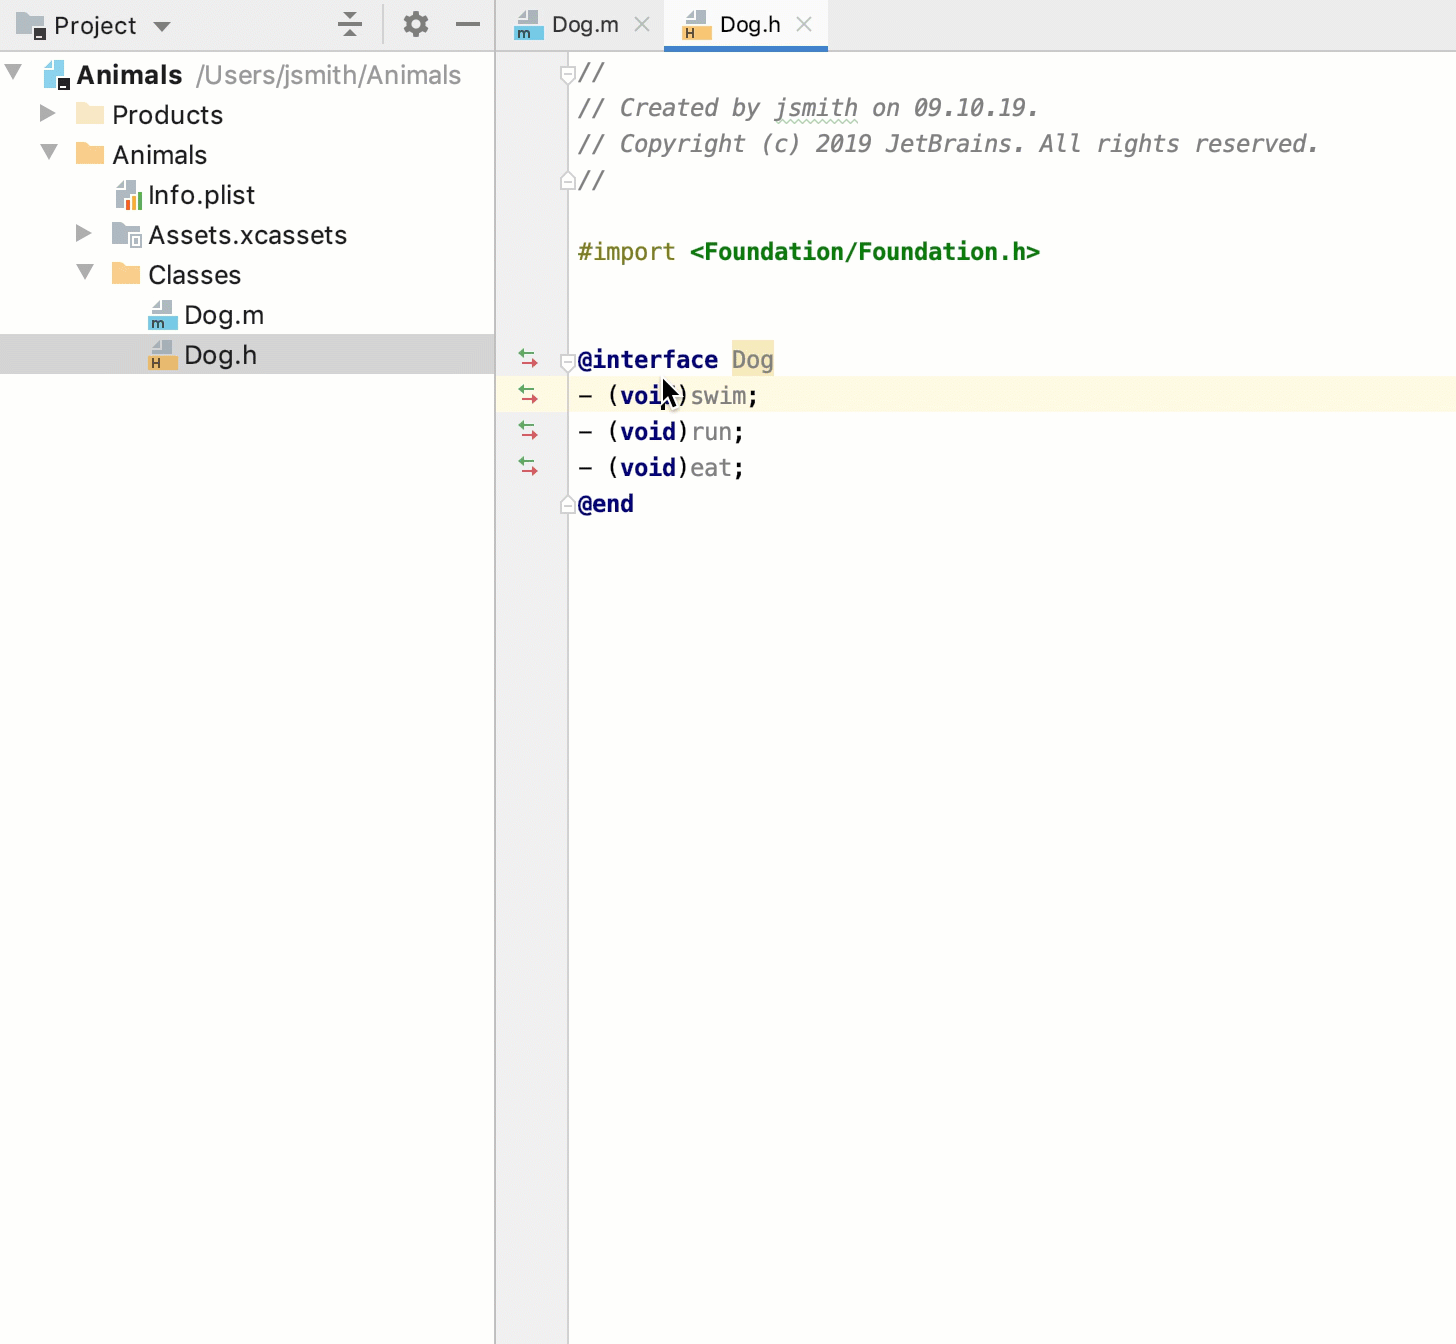 Project
Animals /Users/jsmith/Animals
Products
Animals
Info.plist
Assets.xcassets
Classes
m Dog.m
H Dog.h
m Dog.m
H Dog.h
//
// Created by jsmith on 09.10.19.
// Copyright (c) 2019 JetBrains. All rights reserved.
//
#import <Foundation/Foundation.h>
@interface Dog
- (void)swim;
- (void)run;
- (void)eat;
@end